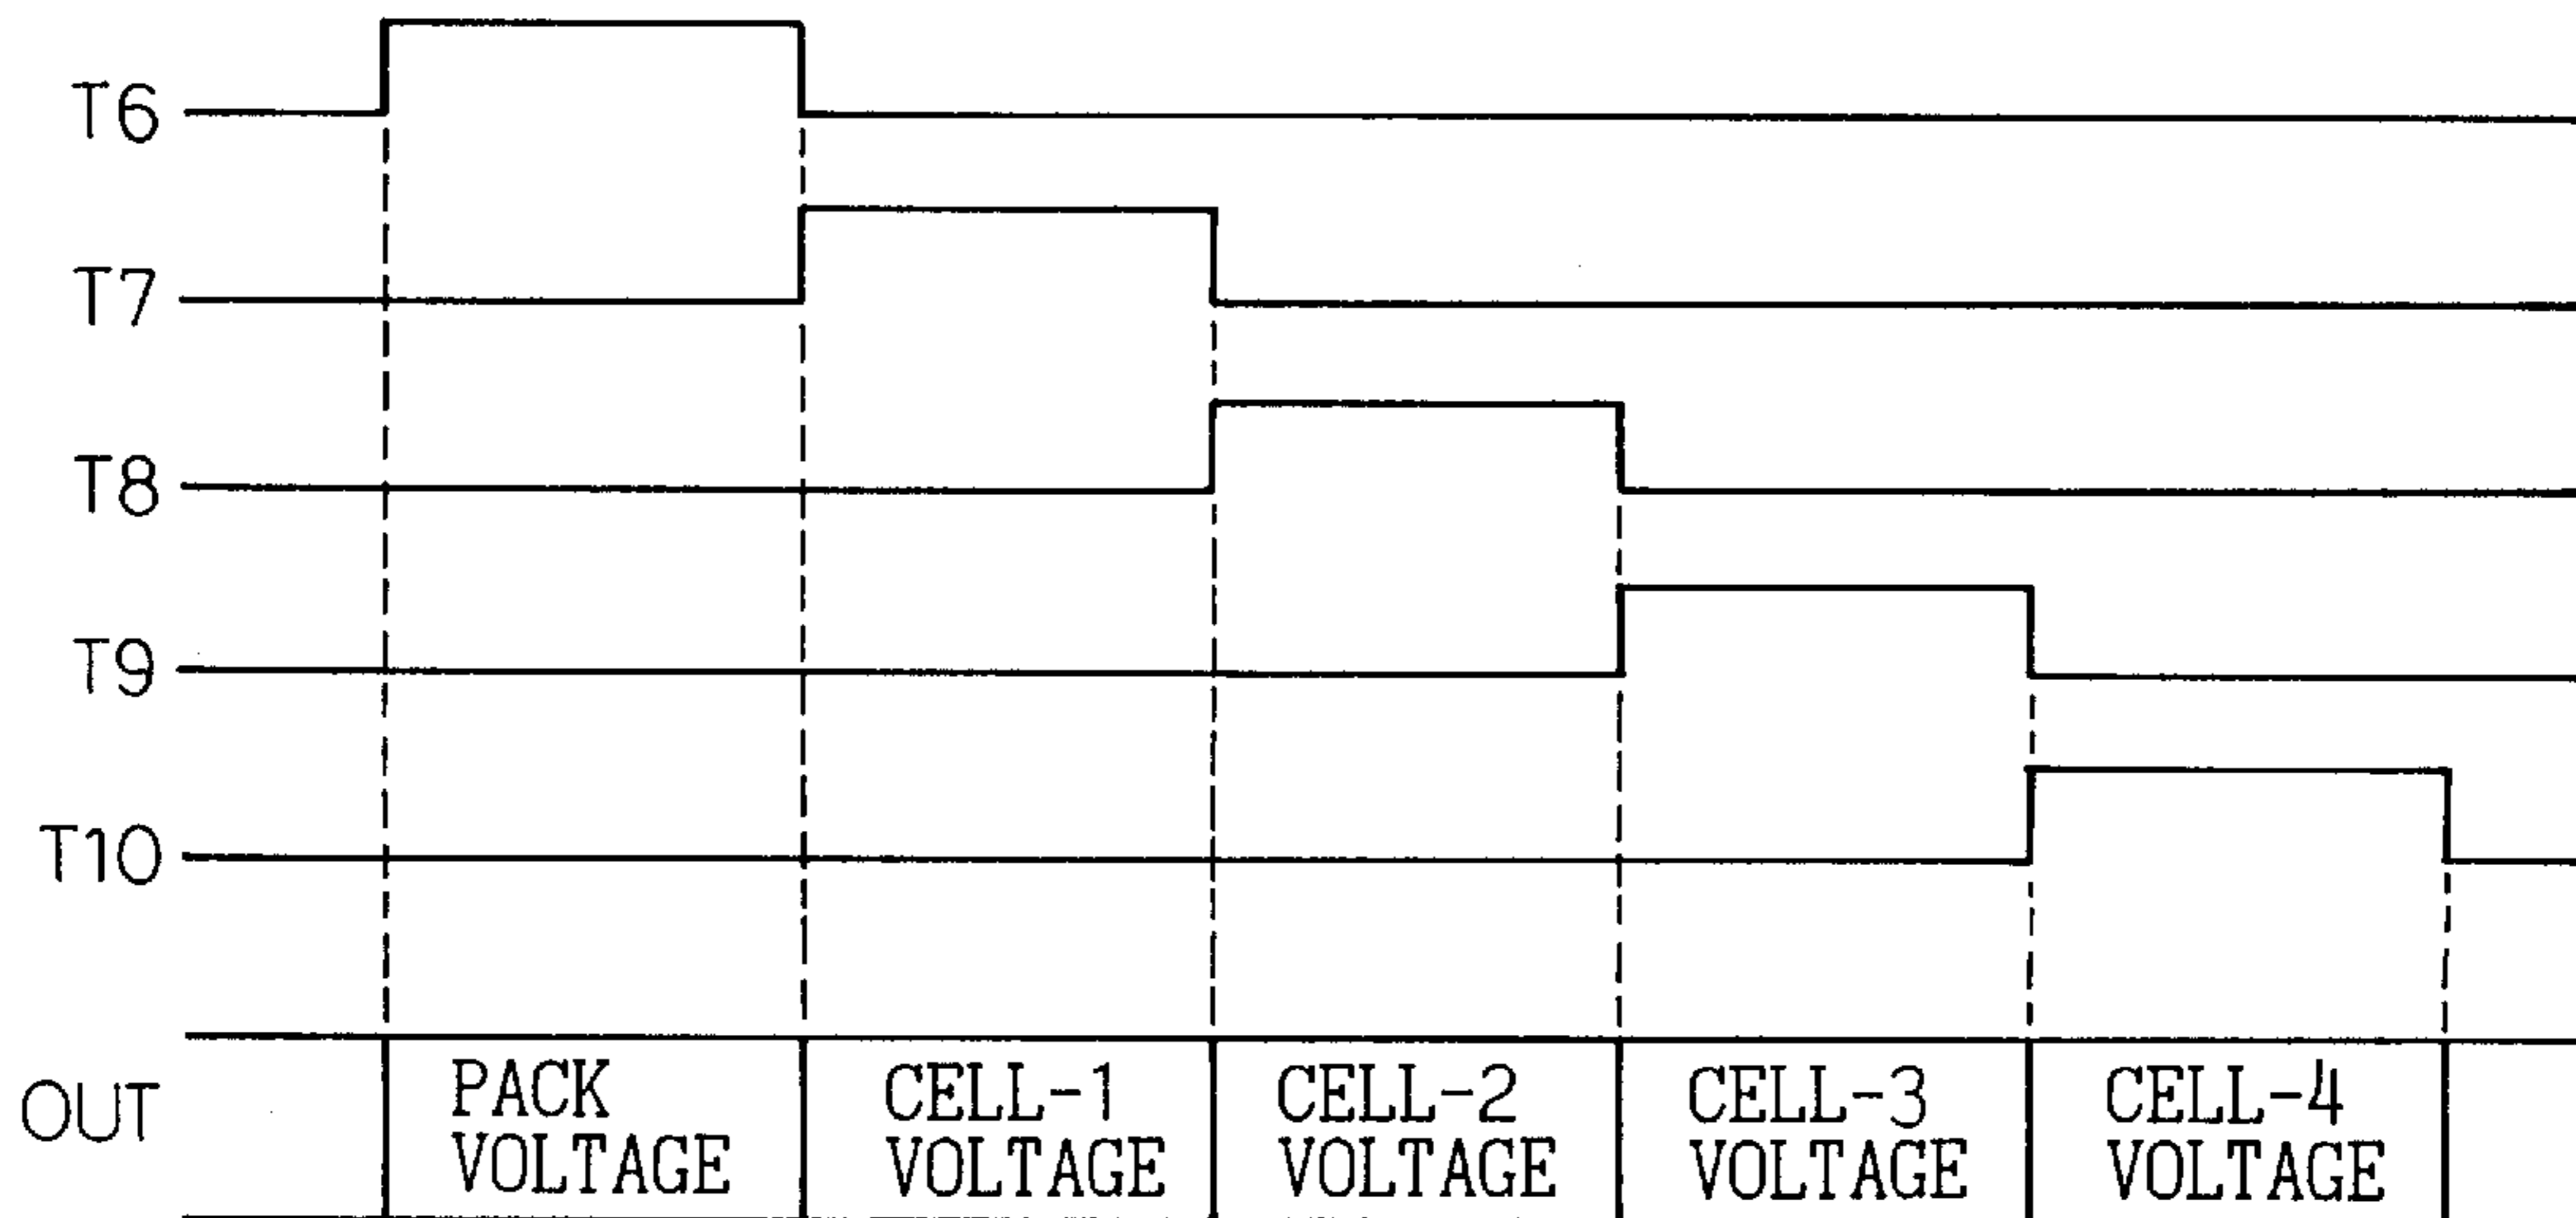 T6
T7
T8
T9
T10
OUT
PACK
VOLTAGE
CELL-1
VOLTAGE
CELL-2
VOLTAGE
CELL-3
VOLTAGE
CELL-4
VOLTAGE